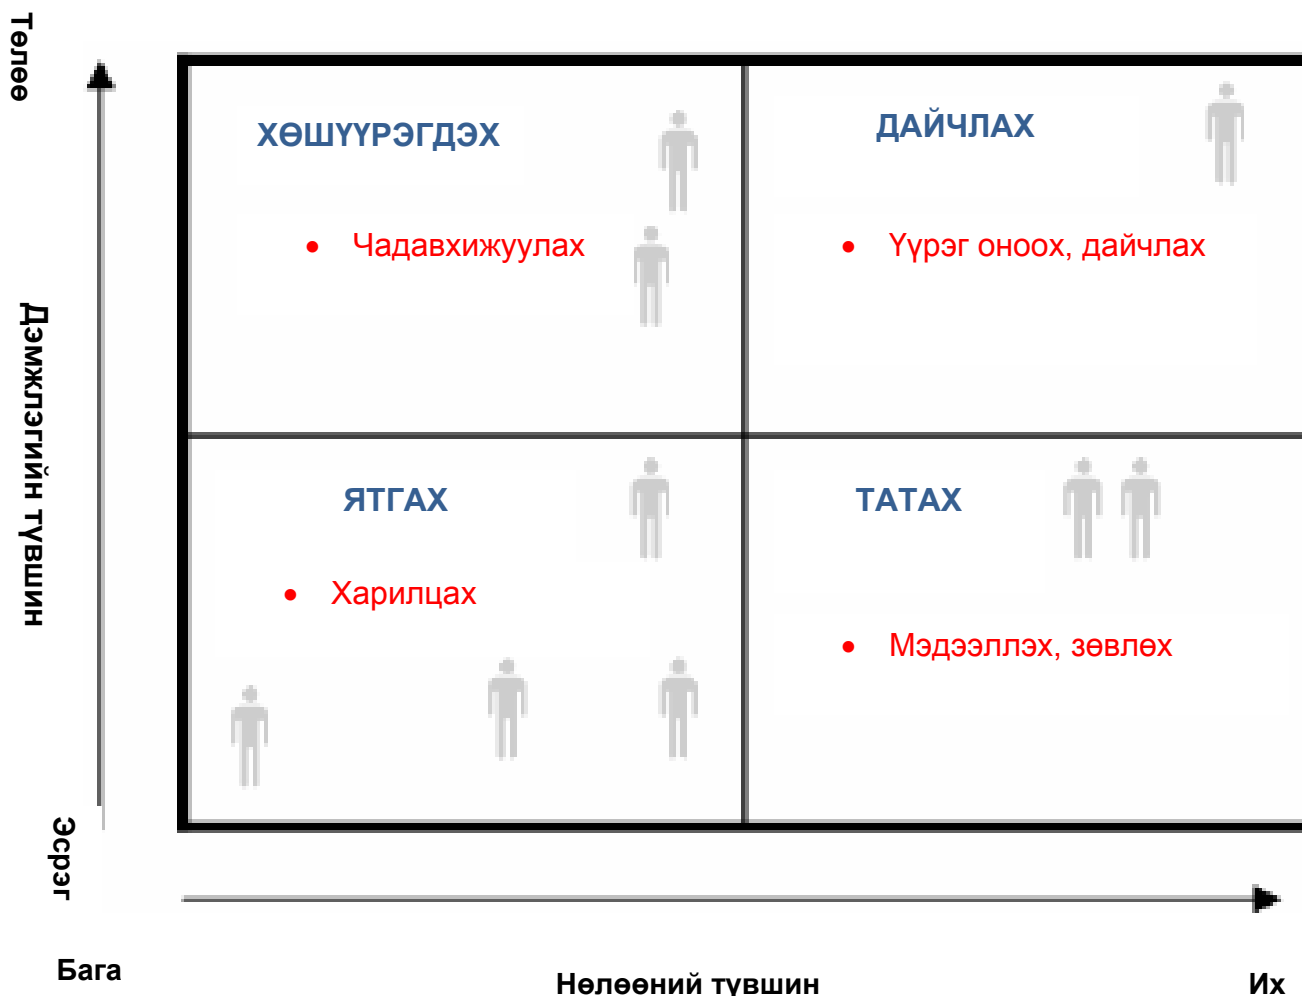 Төлөө
ХӨШҮҮРЭГДЭХ
ДАЙЧЛАХ
• Чадавхижуулах
• Үүрэг оноох, дайчлах
Дэмжлэгийн түвшин
ЯТГАХ
ТАТАХ
• Харилцах
• Мэдээллэх, зөвлөх
Эсрэг
Бага
Нөлөөний түвшин
Их